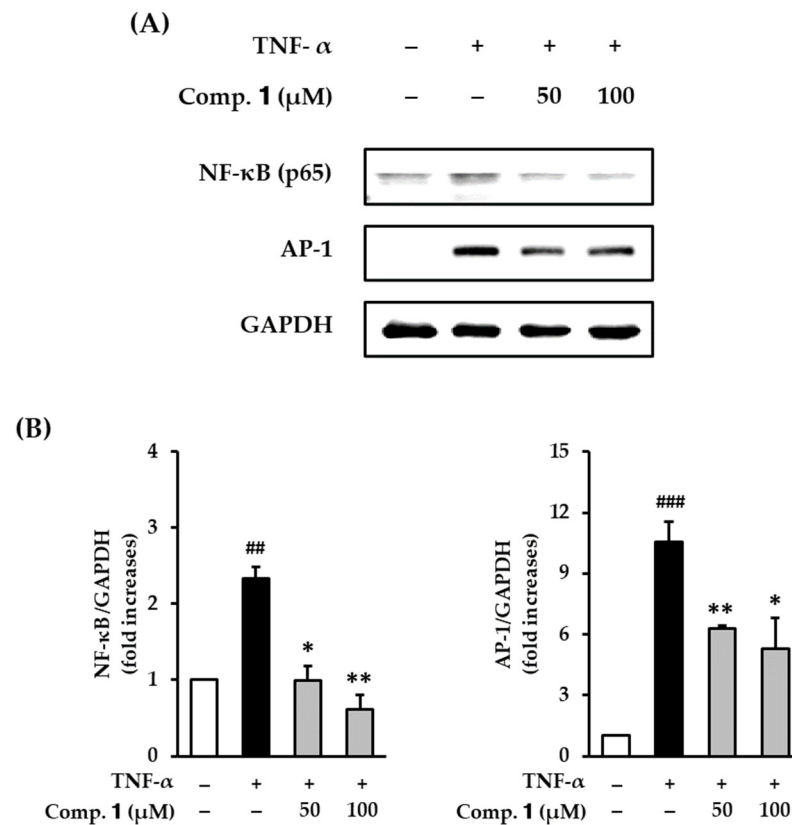 (A)
TNF- α – + + +
Comp. 1 (μM) – – 50 100
NF-κB (p65)
AP-1
GAPDH
(B)
NF-κB/GAPDH
(fold increases)
4
3
2
1
0
##
*
**
TNF-α – + + +
Comp. 1 (μM) – – 50 100
AP-1/GAPDH
(fold increases)
15
12
9
6
3
0
###
**
*
TNF-α – + + +
Comp. 1 (μM) – – 50 100